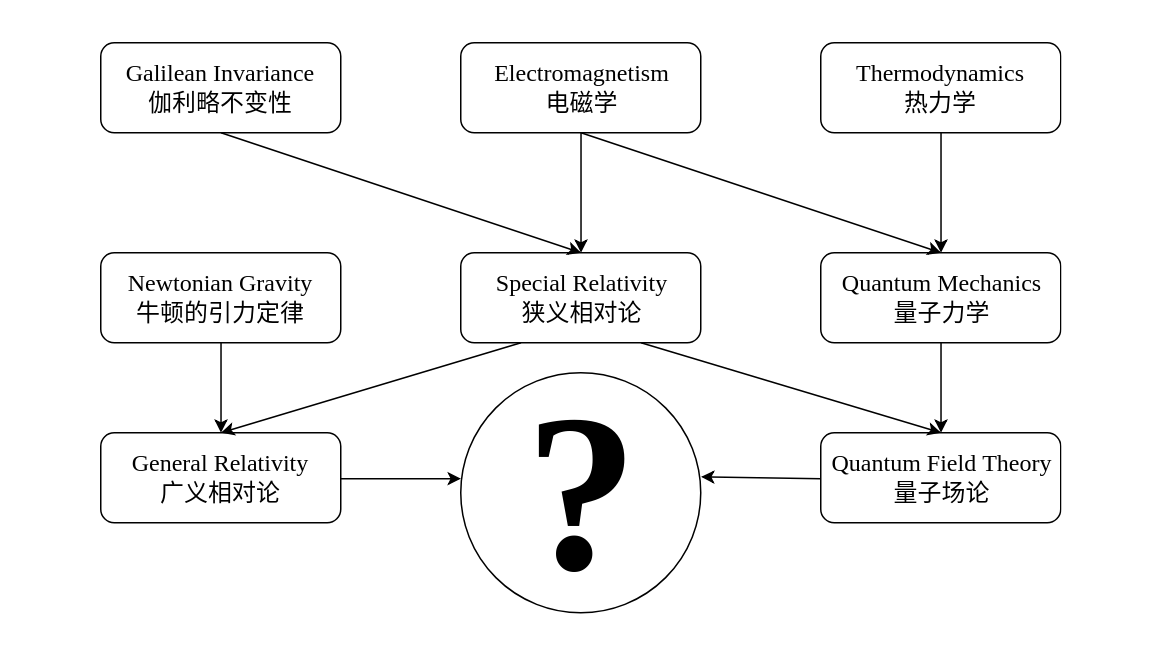 Galilean Invariance
伽利略不变性
Electromagnetism
电磁学
Thermodynamics
热力学
Newtonian Gravity
牛顿的引力定律
Special Relativity
狭义相对论
Quantum Mechanics
量子力学
General Relativity
广义相对论
?
Quantum Field Theory
量子场论